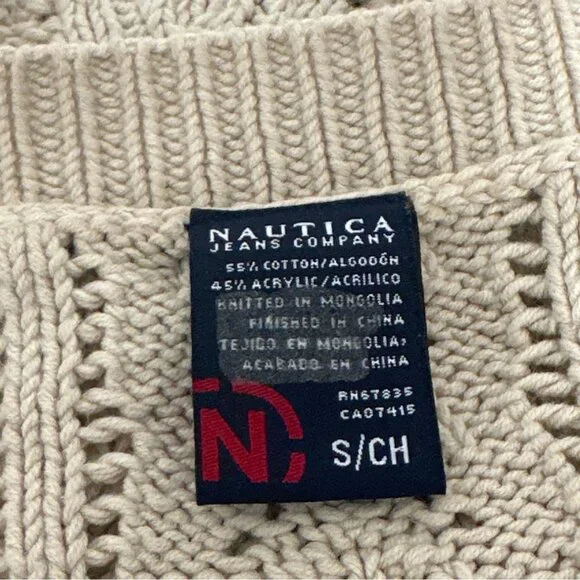 NAUTICA
JEANS COMPANY
55% COTTON/ALGODÓN
45% ACRYLIC/ACRILICO
KNITTED IN MONGOLIA
FINISHED IN CHINA
TEJIDO EN MONGOLIA,
ACABADO EN CHINA
RN67835
CA07415
N
S/CH